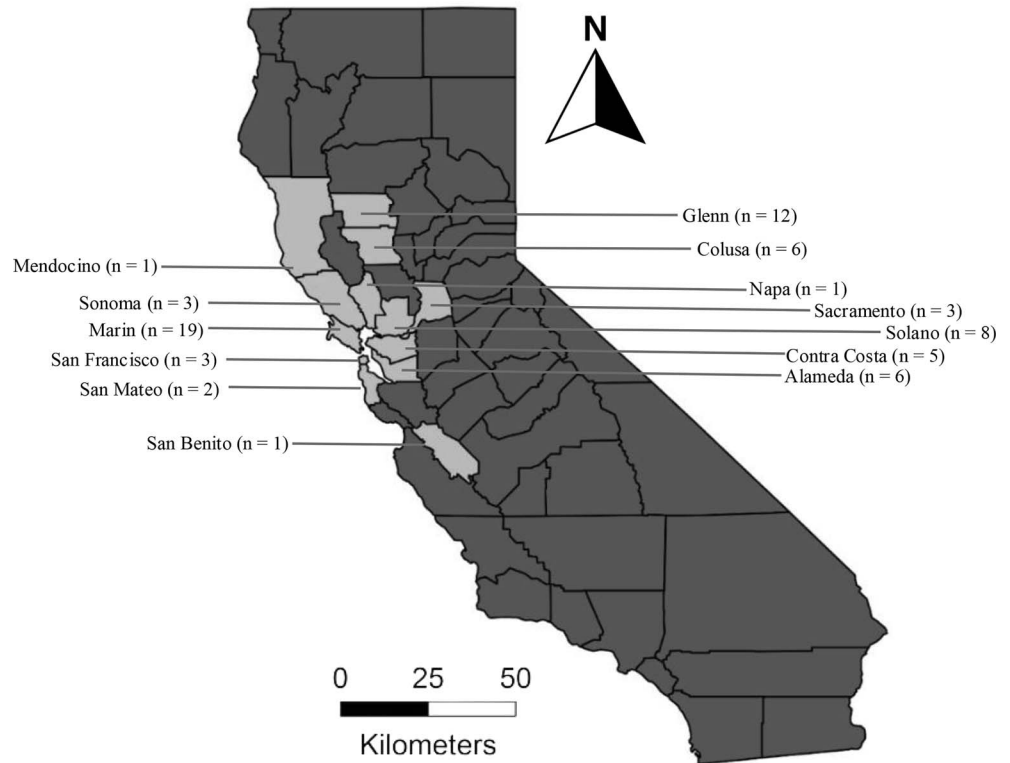 N
Glenn (n = 12)
Colusa (n = 6)
Mendocino (n = 1)
Napa (n = 1)
Sonoma (n = 3)
Sacramento (n = 3)
Marin (n = 19)
Solano (n = 8)
San Francisco (n = 3)
Contra Costa (n = 5)
Alameda (n = 6)
San Mateo (n = 2)
San Benito (n = 1)
0 25 50
Kilometers